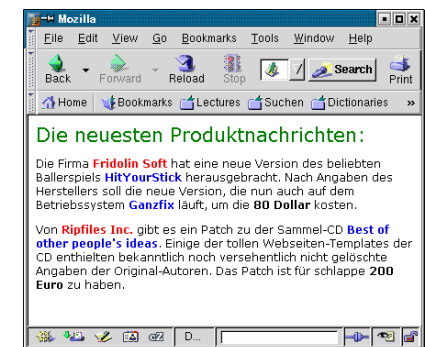 Mozilla
File Edit View Go Bookmarks Tools Window Help
Back Forward Reload Stop Search Print
Home Bookmarks Lectures Suchen Dictionaries »
Die neuesten Produktnachrichten:
Die Firma Fridolin Soft hat eine neue Version des beliebten
Ballerspiels HitYourStick herausgebracht. Nach Angaben des
Herstellers soll die neue Version, die nun auch auf dem
Betriebssystem Ganzfix läuft, um die 80 Dollar kosten.
Von Ripfiles Inc. gibt es ein Patch zu der Sammel-CD Best of
other people's ideas. Einige der tollen Webseiten-Templates der
CD enthielten bekanntlich noch versehentlich nicht gelöschte
Angaben der Original-Autoren. Das Patch ist für schlappe 200
Euro zu haben.
D...